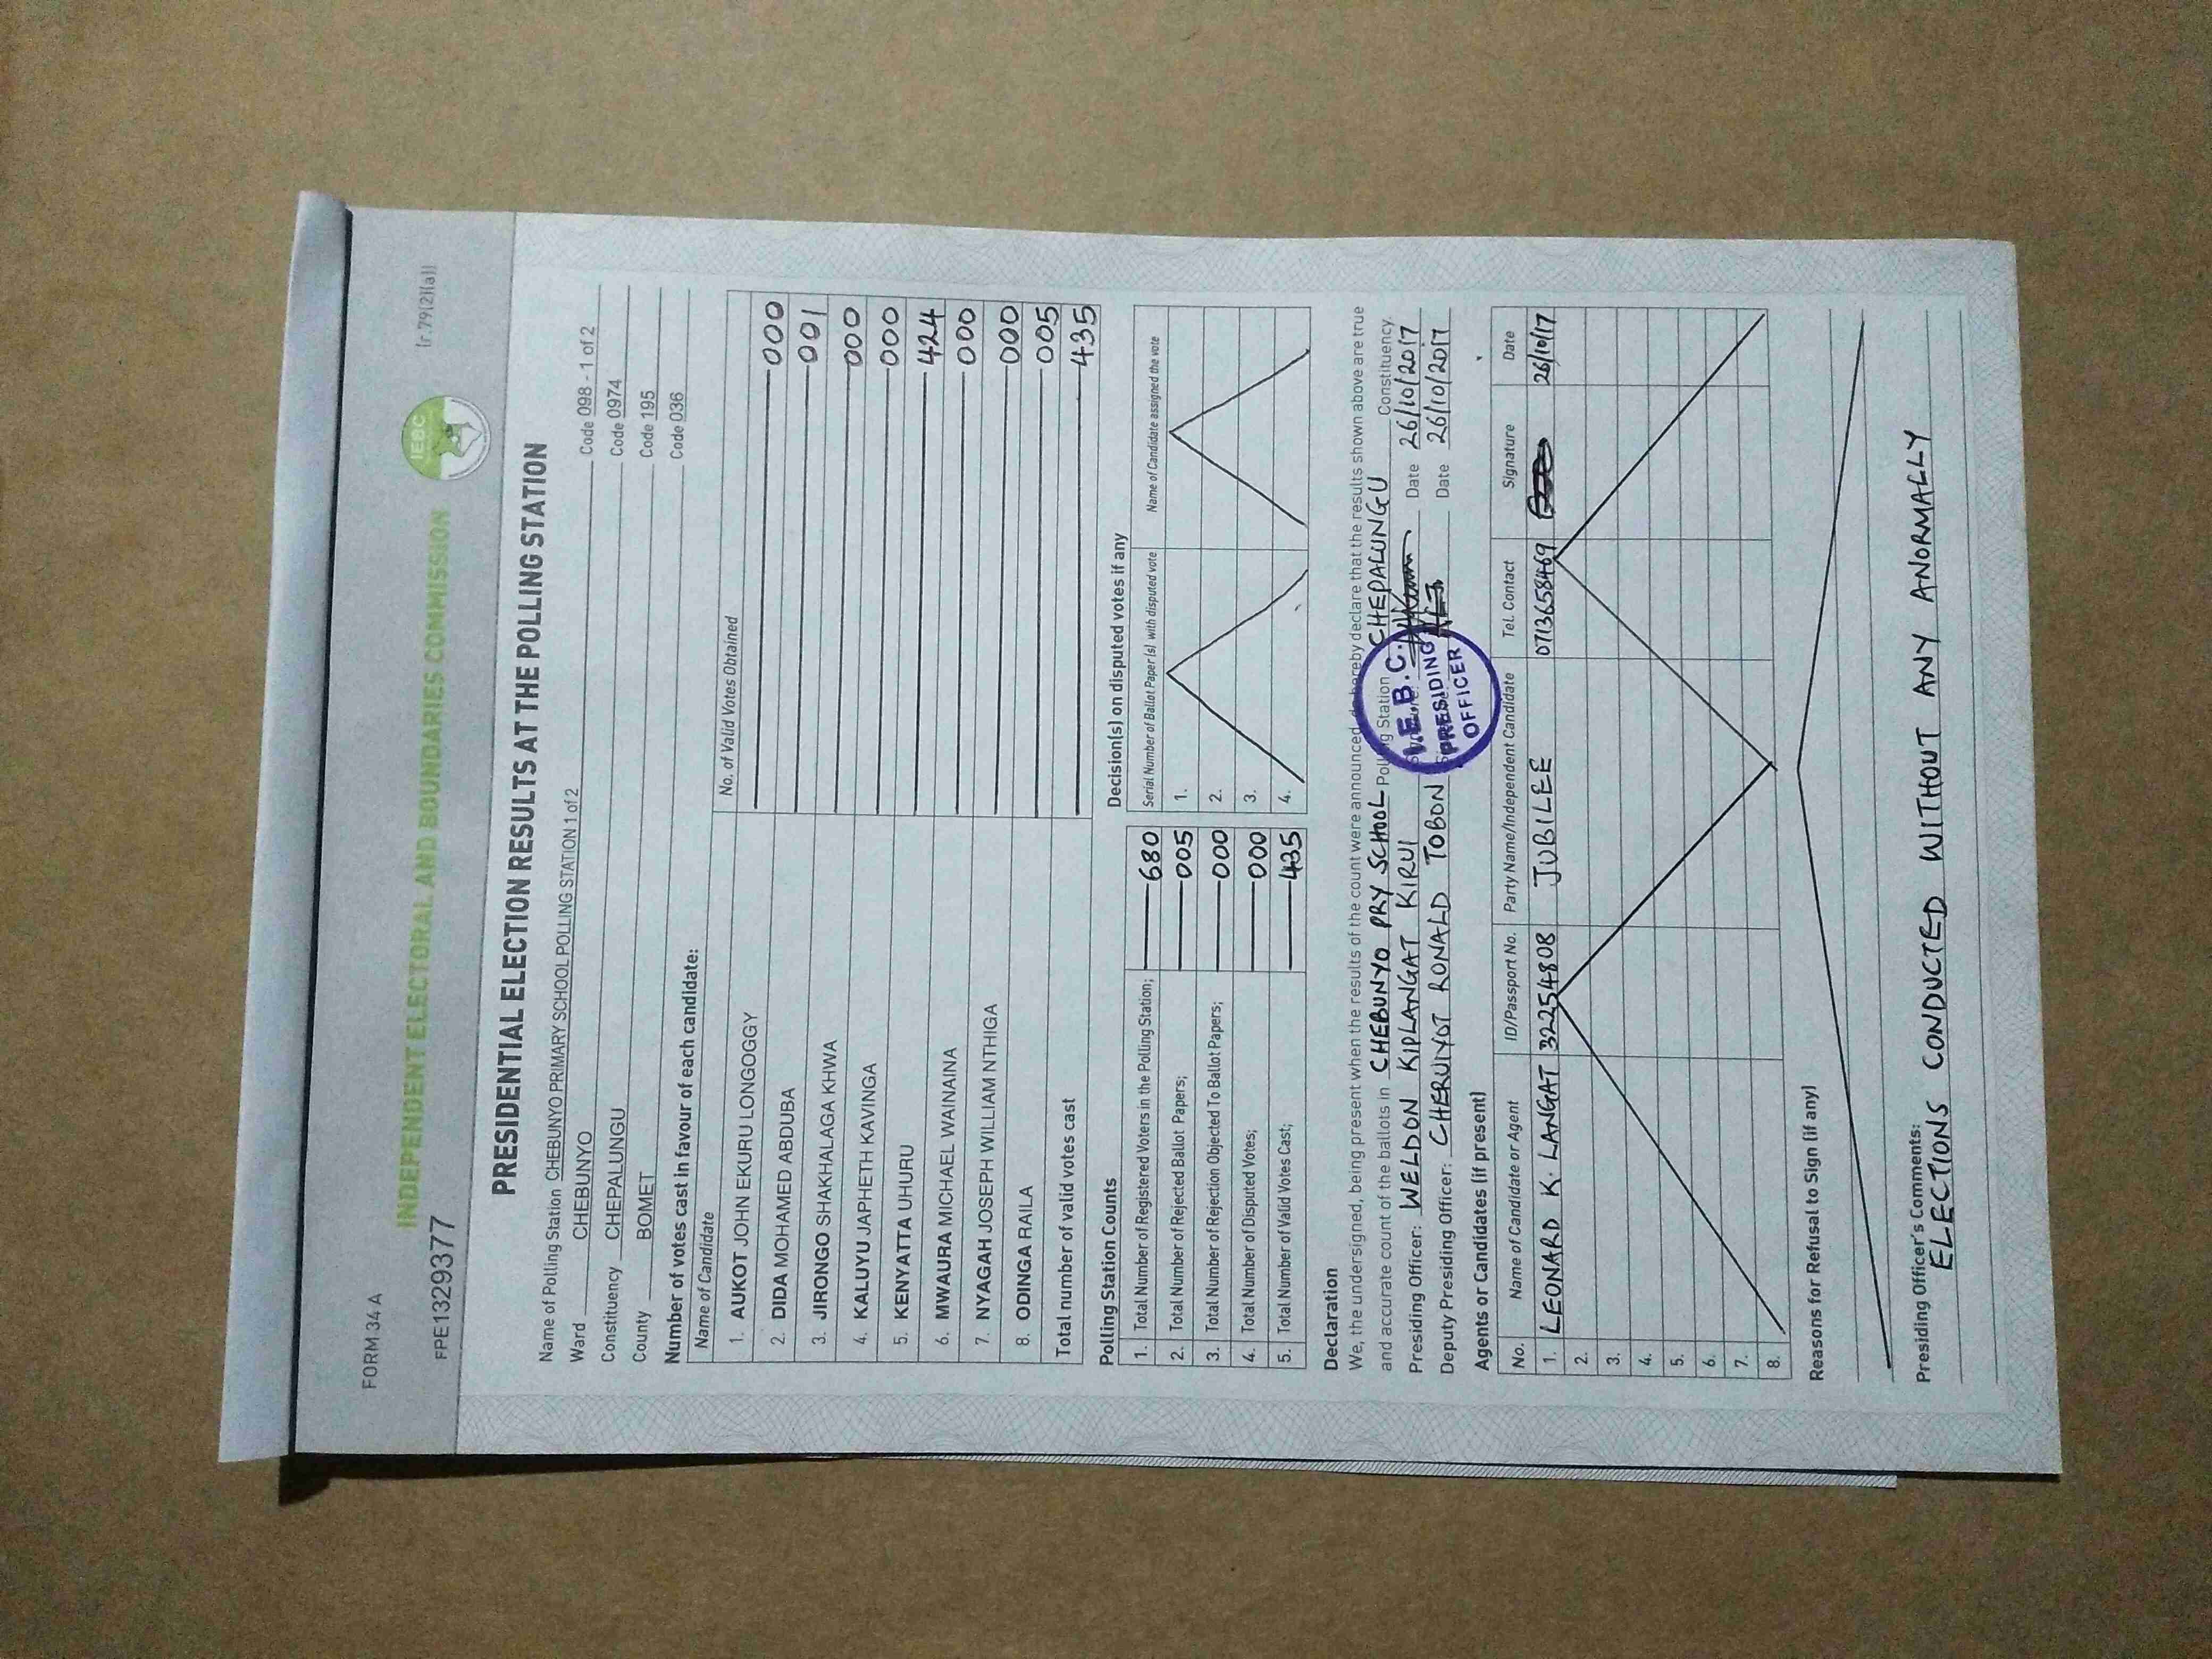 FORM 34 A
[r.79(2)(a)]
FPE1329377
INDEPENDENT ELECTORAL AND BOUNDARIES COMMISSION
IEBC
PRESIDENTIAL ELECTION RESULTS AT THE POLLING STATION
Name of Polling Station CHEBUNYO PRIMARY SCHOOL POLLING STATION 1 of 2 Code 098 - 1 of 2
Ward CHEBUNYO Code 0974
Constituency CHEPALUNGU Code 195
County BOMET Code 036
Number of votes cast in favour of each candidate:
Name of Candidate No. of Valid Votes Obtained
1. AUKOT JOHN EKURU LONGOGGY 000
2. DIDA MOHAMED ABDUBA 001
3. JIRONGO SHAKHALAGA KHWA 000
4. KALUYU JAPHETH KAVINGA 000
5. KENYATTA UHURU 424
6. MWAURA MICHAEL WAINAINA 000
7. NYAGAH JOSEPH WILLIAM NTHIGA 000
8. ODINGA RAILA 005
Total number of valid votes cast 435
Polling Station Counts
1. Total Number of Registered Voters in the Polling Station; 680
2. Total Number of Rejected Ballot Papers; 005
3. Total Number of Rejection Objected To Ballot Papers; 000
4. Total Number of Disputed Votes; 000
5. Total Number of Valid Votes Cast; 435
Decision(s) on disputed votes if any
Serial Number of Ballot Paper(s) with disputed vote Name of Candidate assigned the vote
1.
2.
3.
4.
Declaration
We, the undersigned, being present when the results of the count were announced, do hereby declare that the results shown above are true
and accurate count of the ballots in CHEBUNYO PRY SCHOOL Polling Station CHEPALUNGU Constituency.
Presiding Officer: WELDON KIPLANGAT KIRUI Date 26/10/2017
Deputy Presiding Officer: CHERUIYOT RONALD TOBON Date 26/10/2017
I.E.B.C.
PRESIDING
OFFICER
Agents or Candidates (if present)
No. Name of Candidate or Agent ID/Passport No. Party Name/Independent Candidate Tel. Contact Signature Date
1. LEONARD K. LANGAT 32254808 JUBILEE 0713658469 26/10/17
2.
3.
4.
5.
6.
7.
8.
Reasons for Refusal to Sign (if any)
Presiding Officer's Comments:
ELECTIONS CONDUCTED WITHOUT ANY ANORMALLY